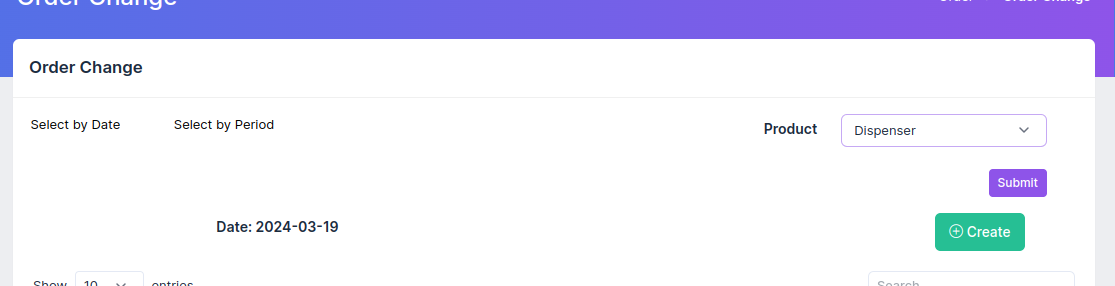 Order Change
Order Order Change
Order Change
Select by Date Select by Period Product Dispenser
Submit
Date: 2024-03-19 Create
Show 10 entries Search